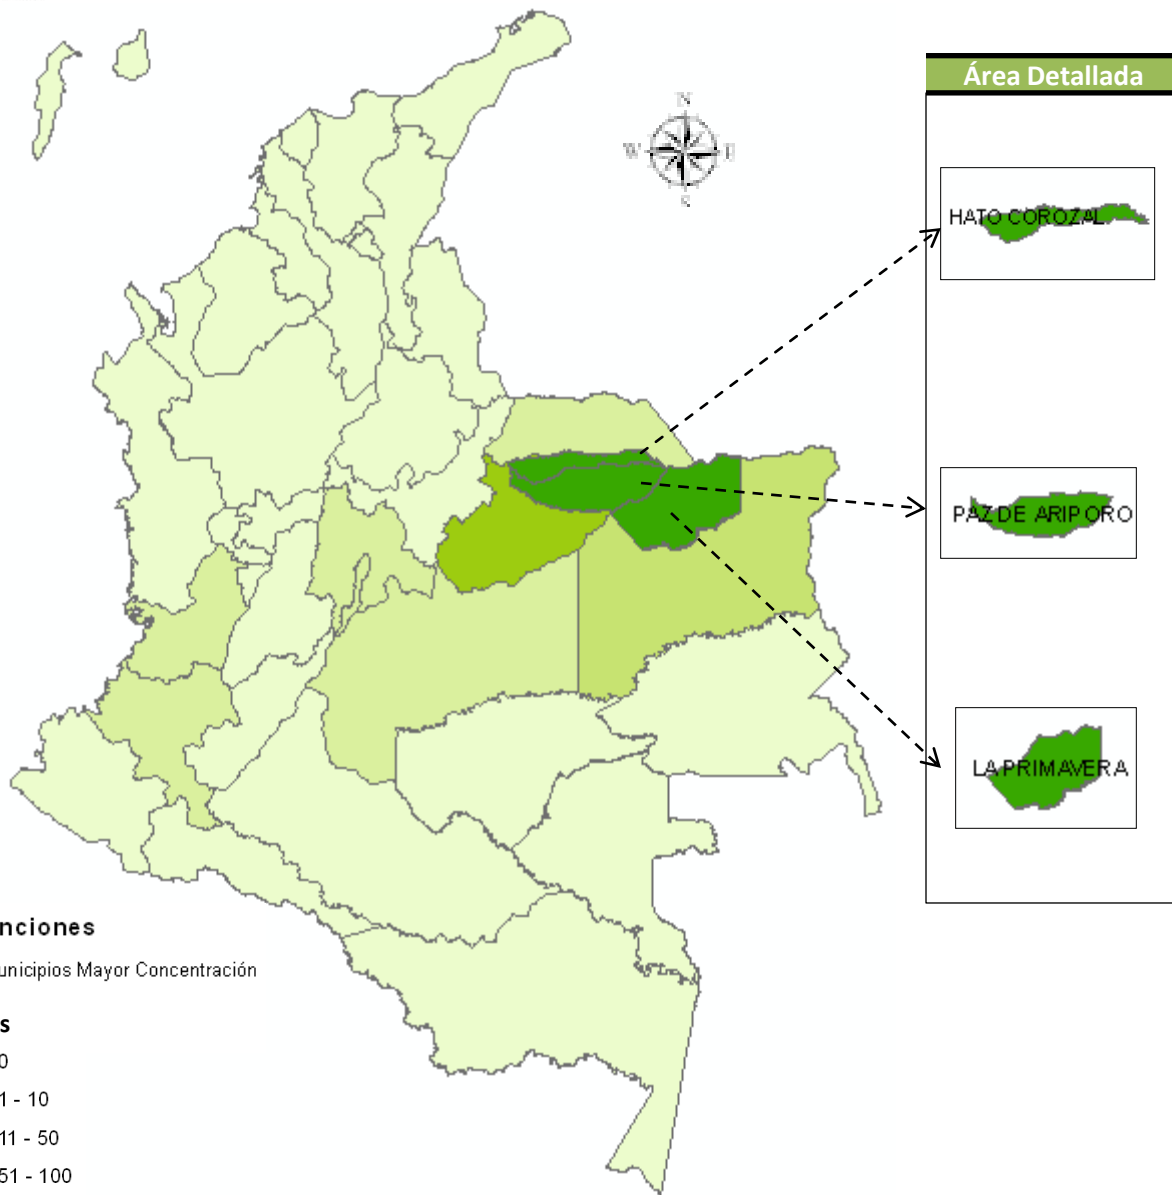 Área Detallada
N
W E
S
HATO COROZAL
PAZ DE ARIPORO
LA PRIMAVERA
nciones
unicipios Mayor Concentración
s
0
1 - 10
11 - 50
51 - 100